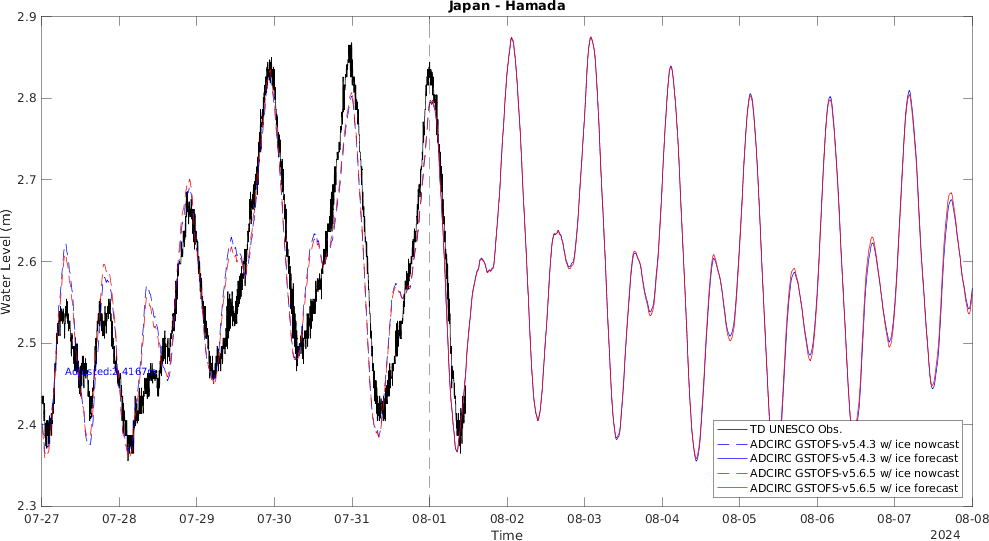 Japan - Hamada
2.9
2.8
2.7
2.6
2.5
2.4
2.3
Water Level (m)
07-27
07-28
07-29
07-30
07-31
08-01
08-02
08-03
08-04
08-05
08-06
08-07
08-08
Time
2024
TD UNESCO Obs.
ADCIRC GSTOFS-v5.4.3 w/ ice nowcast
ADCIRC GSTOFS-v5.4.3 w/ ice forecast
ADCIRC GSTOFS-v5.6.5 w/ ice nowcast
ADCIRC GSTOFS-v5.6.5 w/ ice forecast